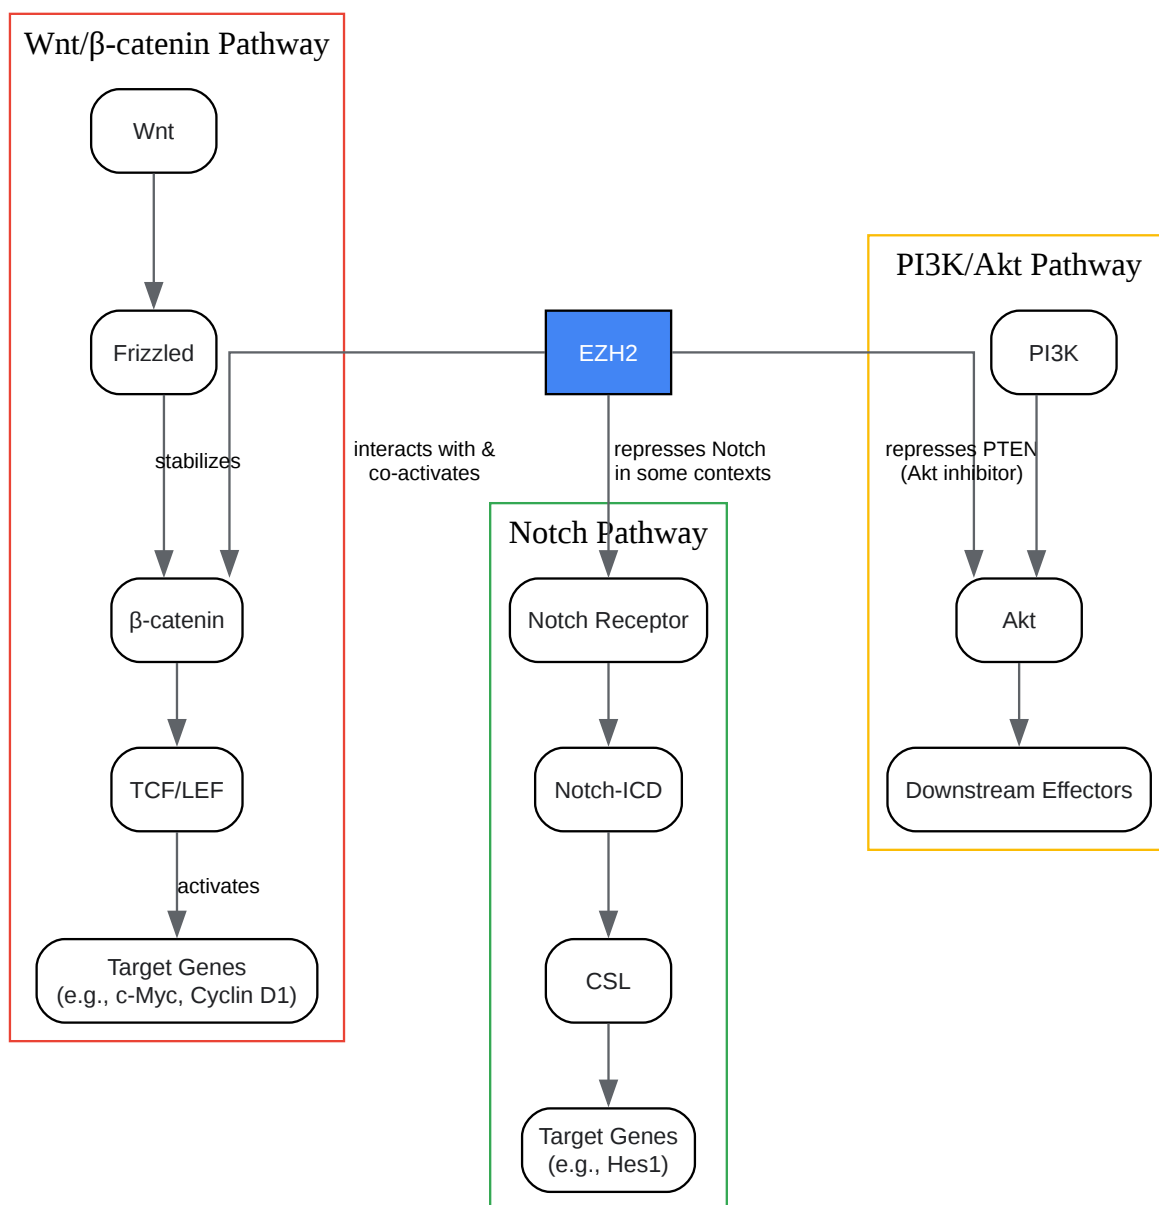 Wnt/β-catenin Pathway
Wnt
Frizzled
stabilizes
β-catenin
TCF/LEF
activates
Target Genes
(e.g., c-Myc, Cyclin D1)
EZH2
interacts with &
co-activates
represses Notch
in some contexts
represses PTEN
(Akt inhibitor)
Notch Pathway
Notch Receptor
Notch-ICD
CSL
Target Genes
(e.g., Hes1)
PI3K/Akt Pathway
PI3K
Akt
Downstream Effectors